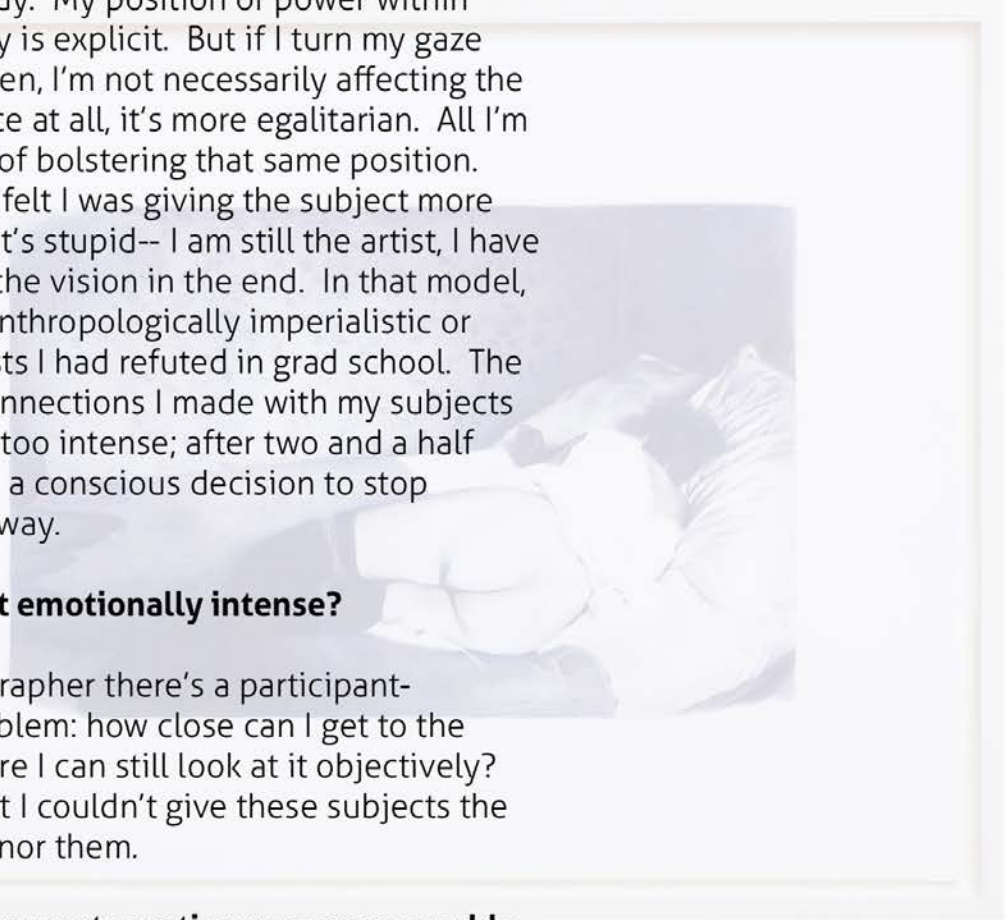 My position of power within
y is explicit.  But if I turn my gaze
en, I'm not necessarily affecting the
ce at all, it's more egalitarian.  All I'm
of bolstering that same position.
felt I was giving the subject more
t's stupid-- I am still the artist, I have
the vision in the end.  In that model,
nthropologically imperialistic or
sts I had refuted in grad school.  The
nnections I made with my subjects
too intense; after two and a half
a conscious decision to stop
way.
t emotionally intense?
rapher there's a participant-
blem: how close can I get to the
re I can still look at it objectively?
t I couldn't give these subjects the
nor them.